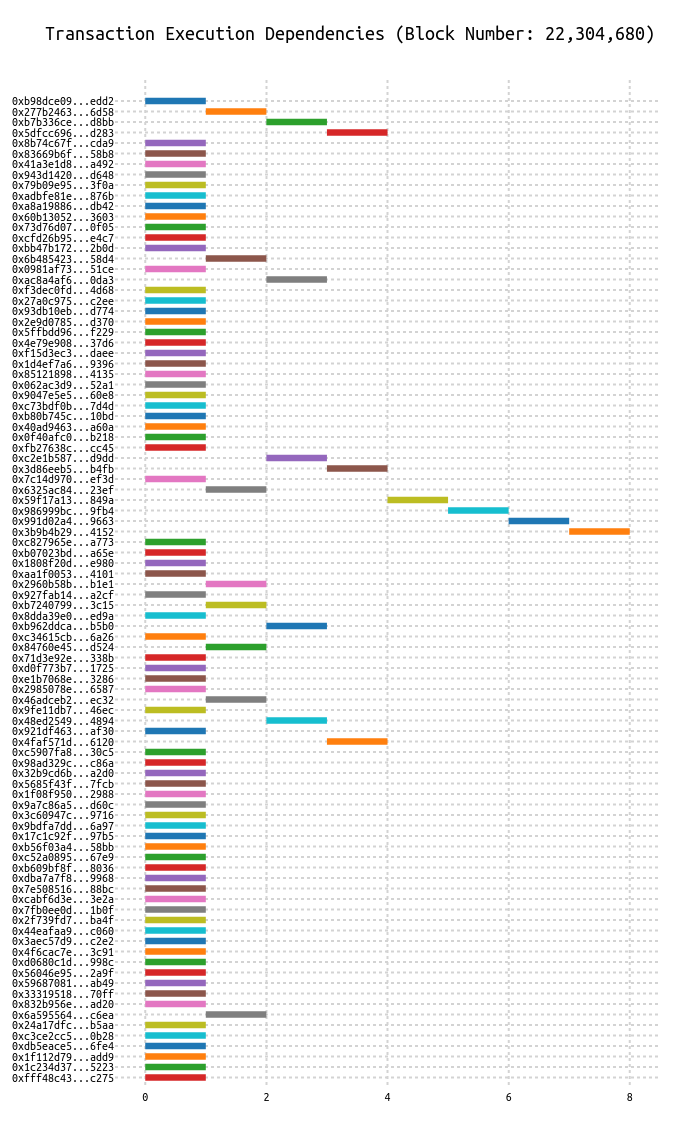 Transaction Execution Dependencies (Block Number: 22,304,680)
0xb98dce09...edd2
0x277b2463...6d58
0xb7b336ce...d8bb
0x5dfcc696...d283
0x8b74c67f...cda9
0x83669b6f...58b8
0x41a3e1d8...a492
0x943d1420...d648
0x79b09e95...3f0a
0xadbfe81e...876b
0xa8a19886...db42
0x60b13052...3603
0x73d76d07...0f05
0xcfd26b95...e4c7
0xbb47b172...2b0d
0x6b485423...58d4
0x0981af73...51ce
0xac8a4af6...0da3
0xf3dec0fd...4d68
0x27a0c975...c2ee
0x93db10eb...d774
0x2e9d0785...d370
0x5ffbdd96...f229
0x4e79e908...37d6
0xf15d3ec3...daee
0x1d4ef7a6...9396
0x85121898...4135
0x062ac3d9...52a1
0x9047e5e5...60e8
0xc73bdf0b...7d4d
0xb80b745c...10bd
0x40ad9463...a60a
0x0f40afc0...b218
0xfb27638c...cc45
0xc2e1b587...d9dd
0x3d86eeb5...b4fb
0x7c14d970...ef3d
0x6325ac84...23ef
0x59f17a13...849a
0x986999bc...9fb4
0x991d02a4...9663
0x3b9b4b29...4152
0xc827965e...a773
0xb07023bd...a65e
0x1808f20d...e980
0xaa1f0053...4101
0x2960b58b...b1e1
0x927fab14...a2cf
0xb7240799...3c15
0x8dda39e0...ed9a
0xb962ddca...b5b0
0xc34615cb...6a26
0x84760e45...d524
0x71d3e92e...338b
0xd0f773b7...1725
0xe1b7068e...3286
0x2985078e...6587
0x46adceb2...ec32
0x9fe11db7...46ec
0x48ed2549...4894
0x921df463...af30
0x4faf571d...6120
0xc5907fa8...30c5
0x98ad329c...c86a
0x32b9cd6b...a2d0
0x5685f43f...7fcb
0x1f08f950...2988
0x9a7c86a5...d60c
0x3c60947c...9716
0x9bdfa7dd...6a97
0x17c1c92f...97b5
0xb56f03a4...58bb
0xc52a0895...67e9
0xb609bf8f...8036
0xdba7a7f8...9968
0x7e508516...88bc
0xcabf6d3e...3e2a
0x7fb0ee0d...1b0f
0x2f739fd7...ba4f
0x44eafaa9...c060
0x3aec57d9...c2e2
0x4f6cac7e...3c91
0xd0680c1d...998c
0x56046e95...2a9f
0x59687081...ab49
0x33319518...70ff
0x832b956e...ad20
0x6a595564...c6ea
0x24a17dfc...b5aa
0xc3ce2cc5...0b28
0xdb5eace5...6fe4
0x1f112d79...add9
0x1c234d37...5223
0xfff48c43...c275
0 2 4 6 8